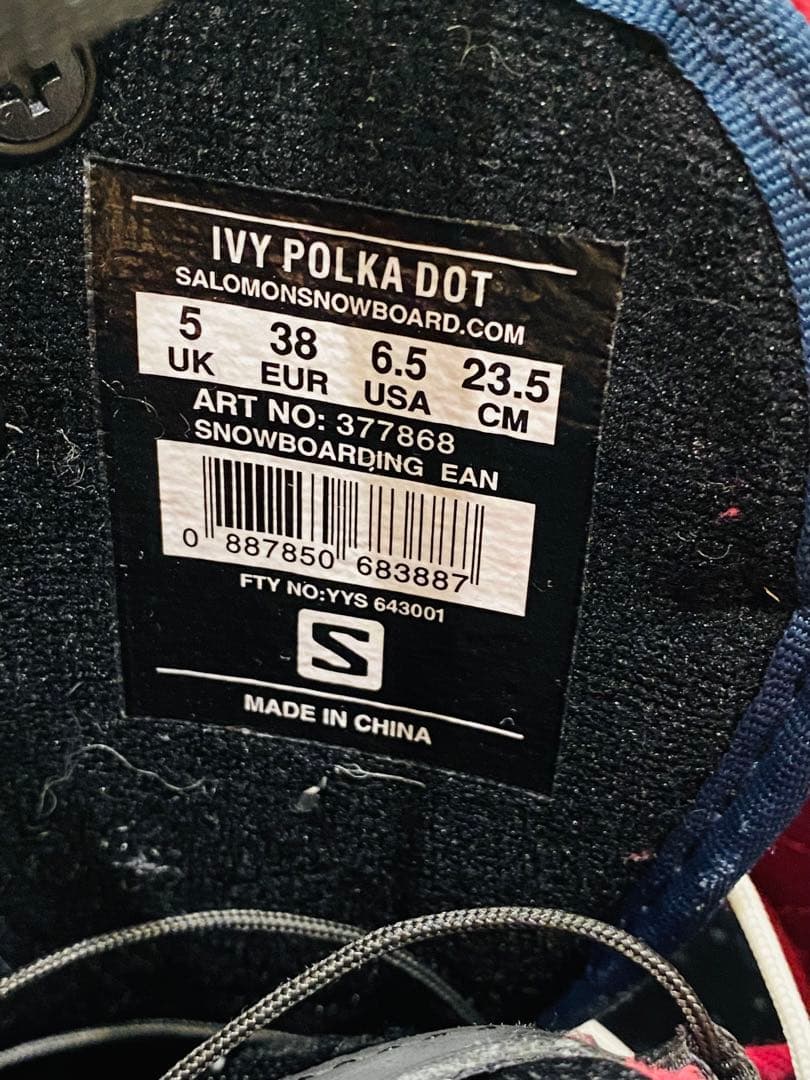 IVY POLKA DOT
SALOMONSNOWBOARD.COM
5 38 6.5 23.5
UK EUR USA CM
ART NO: 377868
SNOWBOARDING EAN
0 887850 683887
FTY NO:YYS 643001
S
MADE IN CHINA